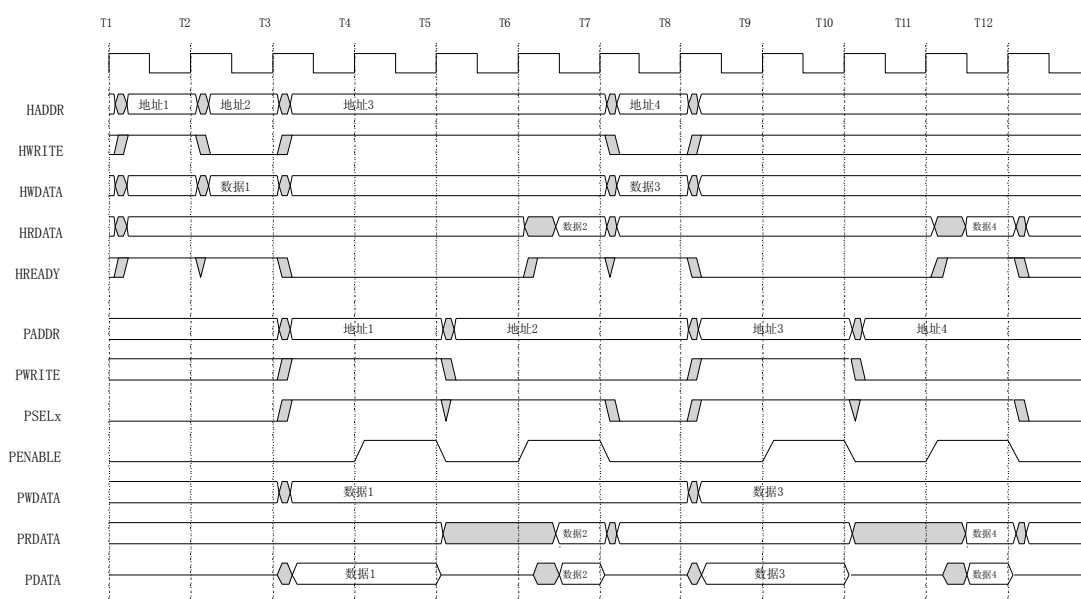 T1 T2 T3 T4 T5 T6 T7 T8 T9 T10 T11 T12
HADDR 地址1 地址2 地址3 地址4
HWRITE
HWDATA 数据1 数据3
HRDATA 数据2 数据4
HREADY
PADDR 地址1 地址2 地址3 地址4
PWRITE
PSELx
PENABLE
PWDATA 数据1 数据3
PRDATA 数据2 数据4
PDATA 数据1 数据2 数据3 数据4